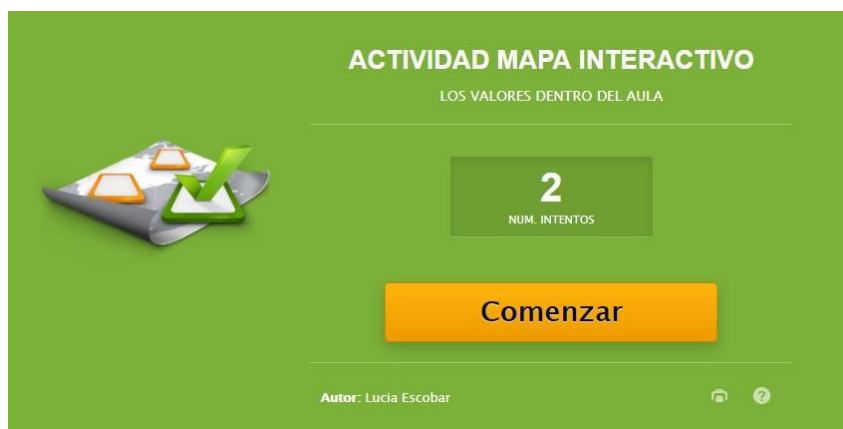 ACTIVIDAD MAPA INTERACTIVO
LOS VALORES DENTRO DEL AULA
2
NUM. INTENTOS
Comenzar
Autor: Lucia Escobar
?